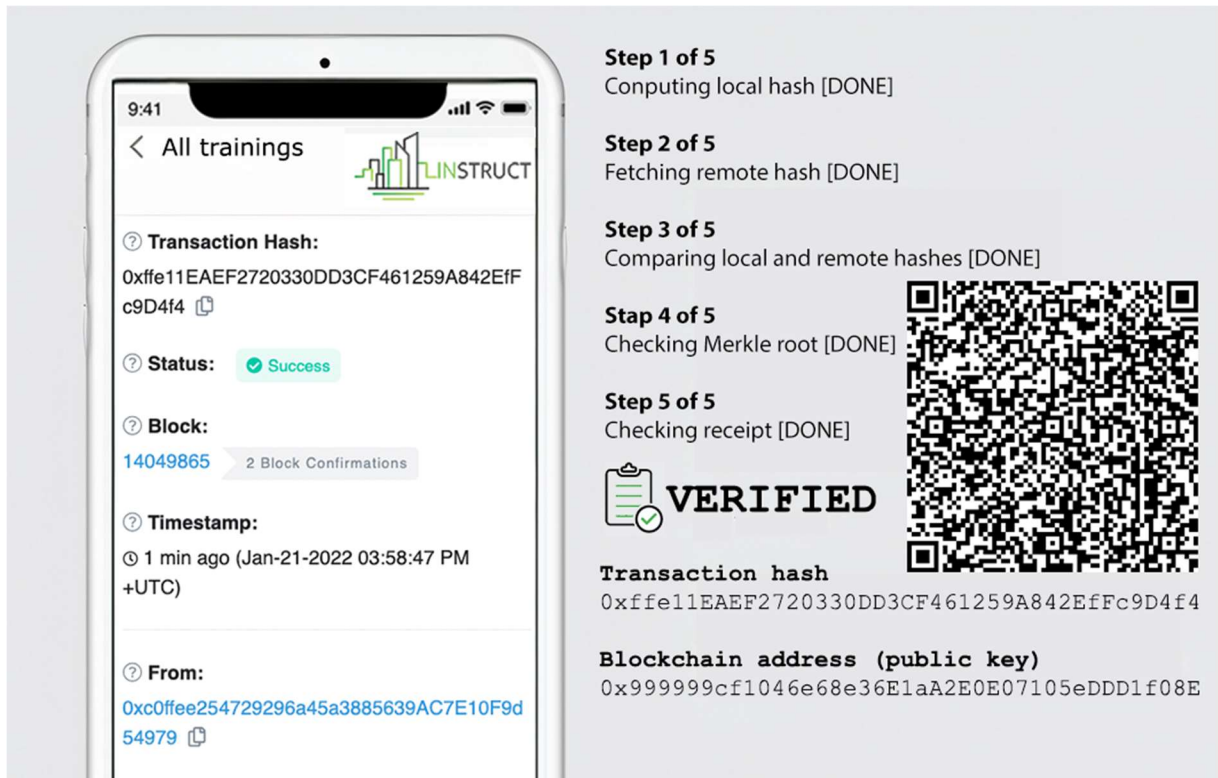 9:41
All trainings
LINSTRUCT
Transaction Hash:
0xffe11EAEF2720330DD3CF461259A842EfF
c9D4f4
Status:
Success
Block:
14049865
2 Block Confirmations
Timestamp:
1 min ago (Jan-21-2022 03:58:47 PM
+UTC)
From:
0xc0ffee254729296a45a3885639AC7E10F9d
54979
Step 1 of 5
Conputing local hash [DONE]
Step 2 of 5
Fetching remote hash [DONE]
Step 3 of 5
Comparing local and remote hashes [DONE]
Stap 4 of 5
Checking Merkle root [DONE]
Step 5 of 5
Checking receipt [DONE]
VERIFIED
Transaction hash
0xffe11EAEF2720330DD3CF461259A842EfFc9D4f4
Blockchain address (public key)
0x999999cf1046e68e36E1aA2E0E07105eDDD1f08E